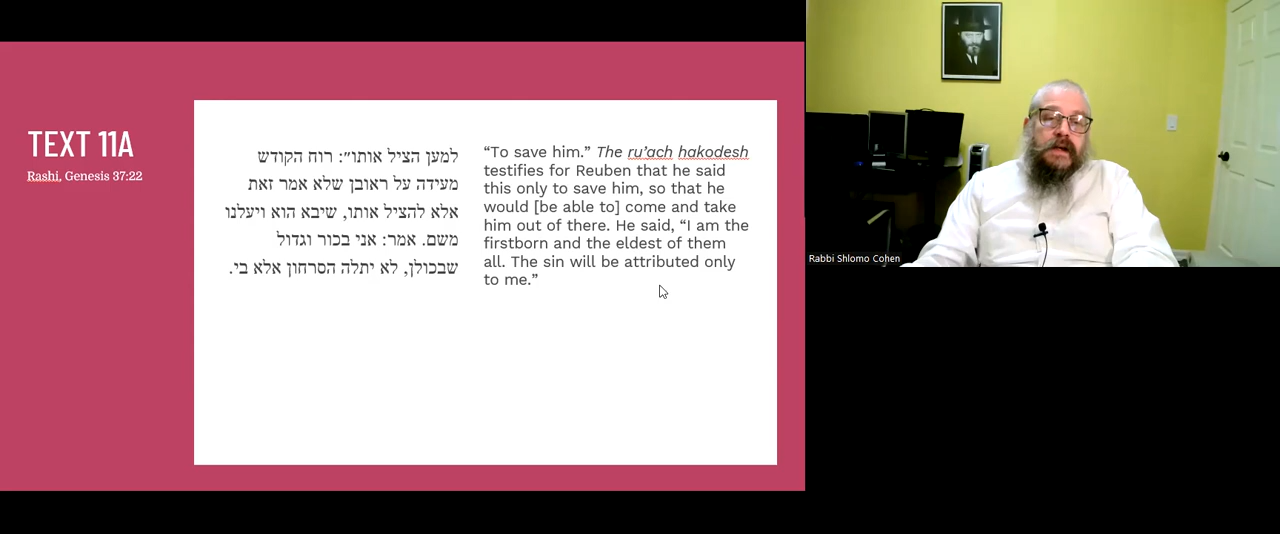 TEXT 11A
Rashi, Genesis 37:22
למען הציל אותו״: רוח הקודש
מעידה על ראובן שלא אמר זאת
אלא להציל אותו, שיבא הוא ויעלנו
משם. אמר: אני בכור וגדול
שבכולן, לא יתלה הסרחון אלא בי.
“To save him.” The ru’ach hakodesh
testifies for Reuben that he said
this only to save him, so that he
would [be able to] come and take
him out of there. He said, “I am the
firstborn and the eldest of them
all. The sin will be attributed only
to me.”
Rabbi Shlomo Cohen